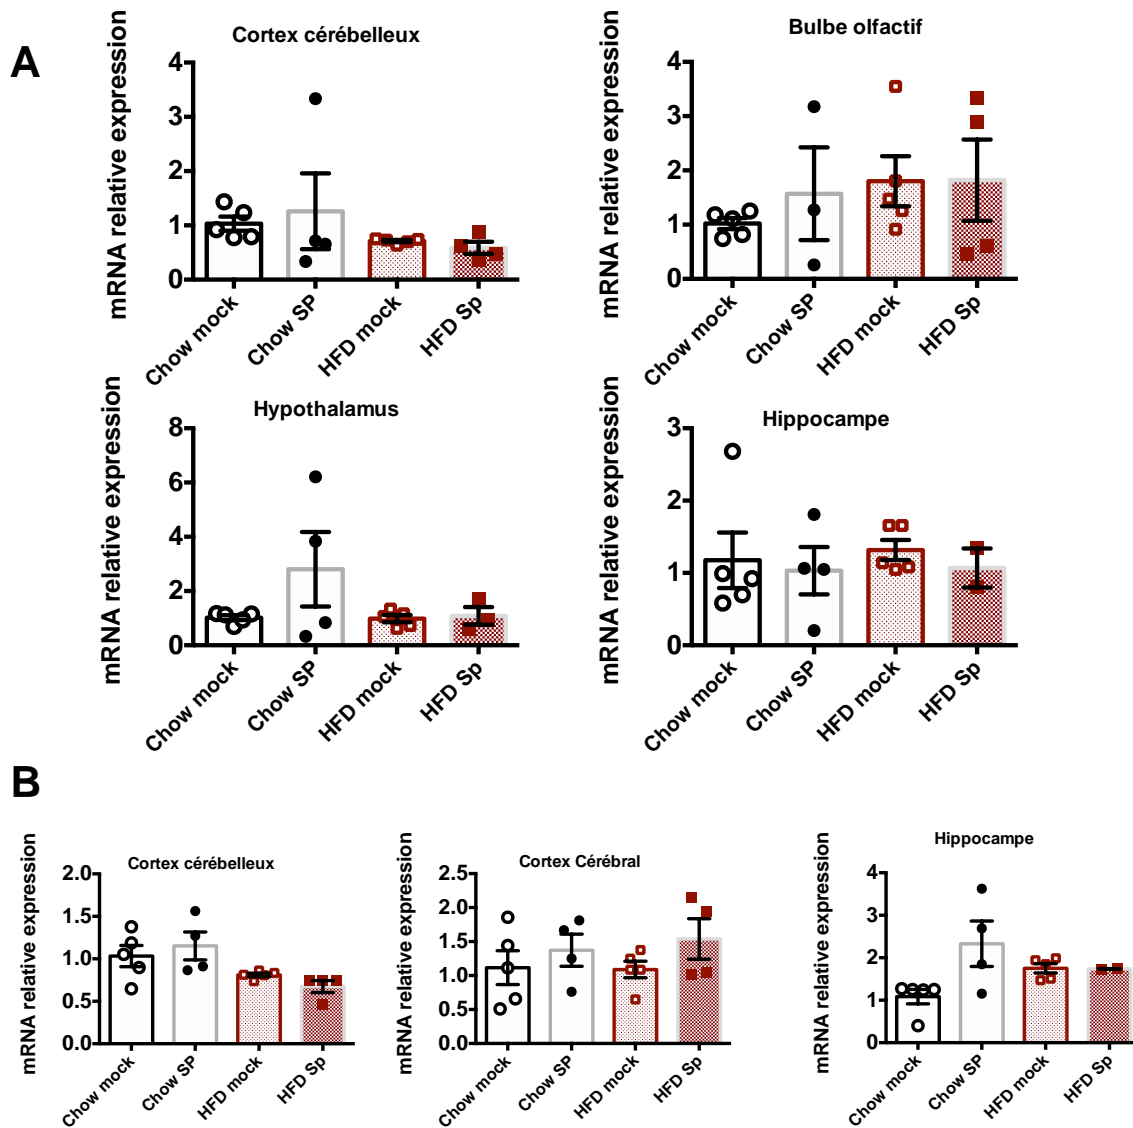 A
Cortex cérébelleux
mRNA relative expression
4
3
2
1
0
Chow mock
Chow SP
HFD mock
HFD Sp
Bulbe olfactif
mRNA relative expression
4
3
2
1
0
Chow mock
Chow SP
HFD mock
HFD Sp
Hypothalamus
mRNA relative expression
8
6
4
2
0
Chow mock
Chow SP
HFD mock
HFD Sp
Hippocampe
mRNA relative expression
3
2
1
0
Chow mock
Chow SP
HFD mock
HFD Sp
B
Cortex cérébelleux
mRNA relative expression
2.0
1.5
1.0
0.5
0.0
Chow mock
Chow SP
HFD mock
HFD Sp
Cortex Cérébral
mRNA relative expression
2.5
2.0
1.5
1.0
0.5
0.0
Chow mock
Chow SP
HFD mock
HFD Sp
Hippocampe
mRNA relative expression
4
3
2
1
0
Chow mock
Chow SP
HFD mock
HFD Sp